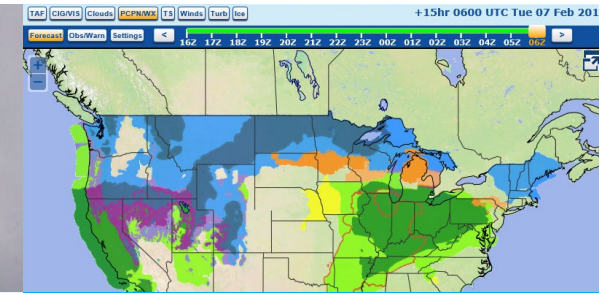 TAF CIG/VIS Clouds PCPN/WX TS Winds Turb Ice +15hr 0600 UTC Tue 07 Feb 201
Forecast Obs/Warn Settings < >
16Z 17Z 18Z 19Z 20Z 21Z 22Z 23Z 00Z 01Z 02Z 03Z 04Z 05Z 06Z
+
−